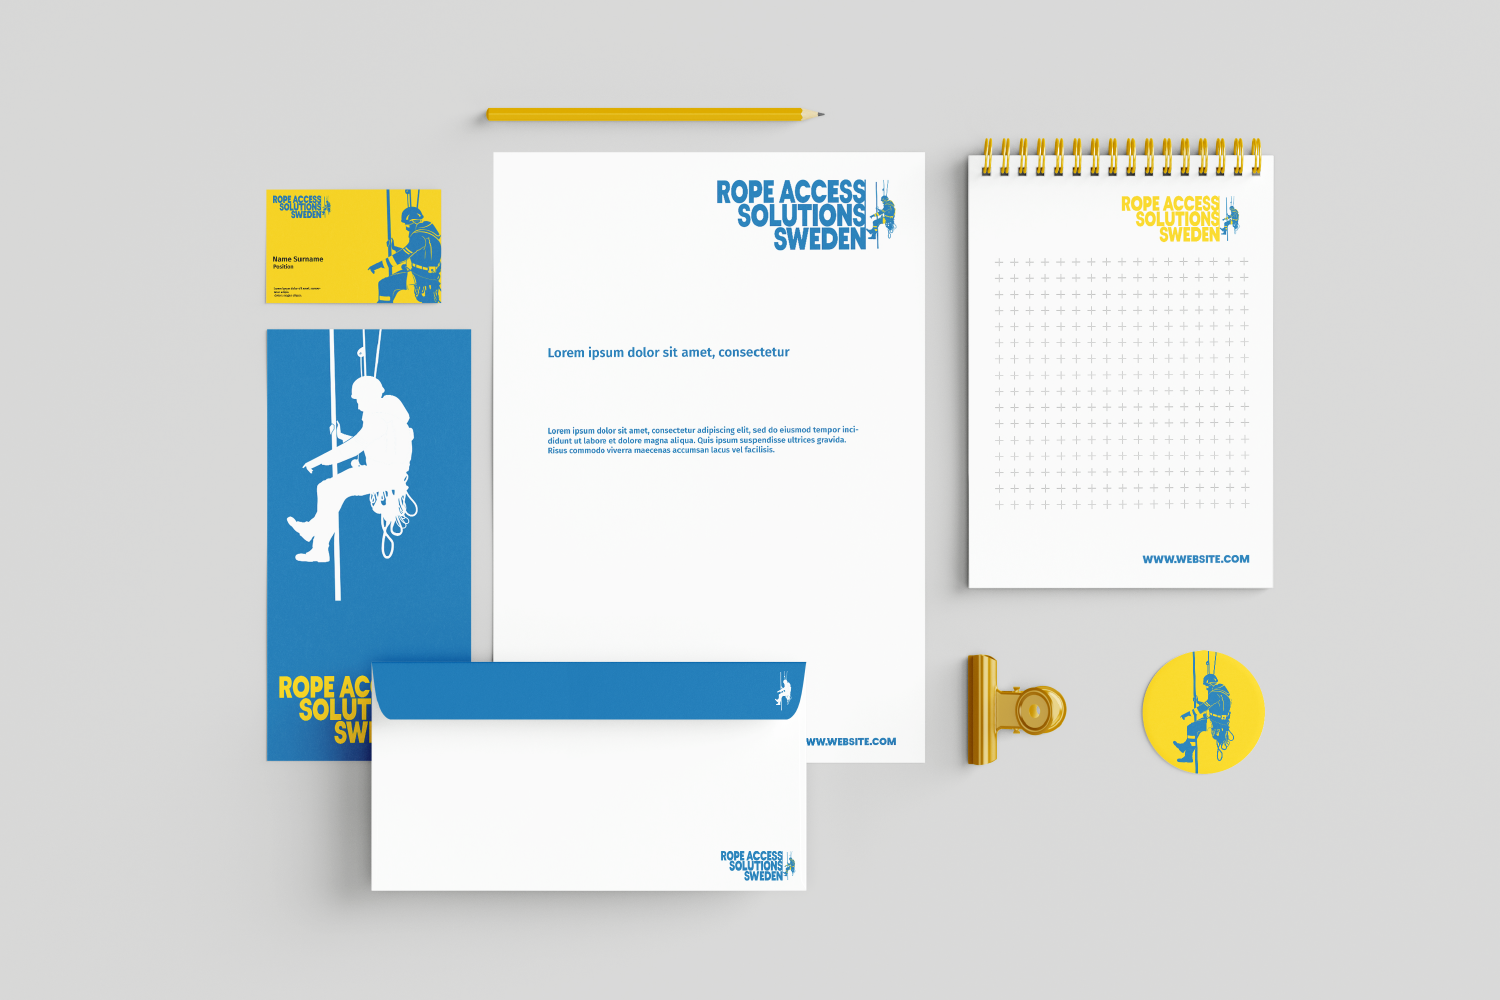 ROPE ACCESS
SOLUTIONS
SWEDEN
Name Surname
Position
ROPE AC
SOLUT
SW
ROPE ACCESS
SOLUTIONS
SWEDEN
Lorem ipsum dolor sit amet, consectetur
Lorem ipsum dolor sit amet, consectetur adipiscing elit, sed do eiusmod tempor inci-
didunt ut labore et dolore magna aliqua. Quis ipsum suspendisse ultrices gravida.
Risus commodo viverra maecenas accumsan lacus vel facilisis.
WW.WEBSITE.COM
ROPE ACCESS
SOLUTIONS
SWEDEN
ROPE ACCESS
SOLUTIONS
SWEDEN
WWW.WEBSITE.COM